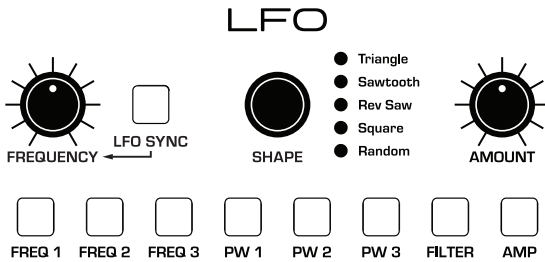 LFO
Triangle
Sawtooth
Rev Saw
Square
Random
LFO SYNC
FREQUENCY
SHAPE
AMOUNT
FREQ 1 FREQ 2 FREQ 3 PW 1 PW 2 PW 3 FILTER AMP